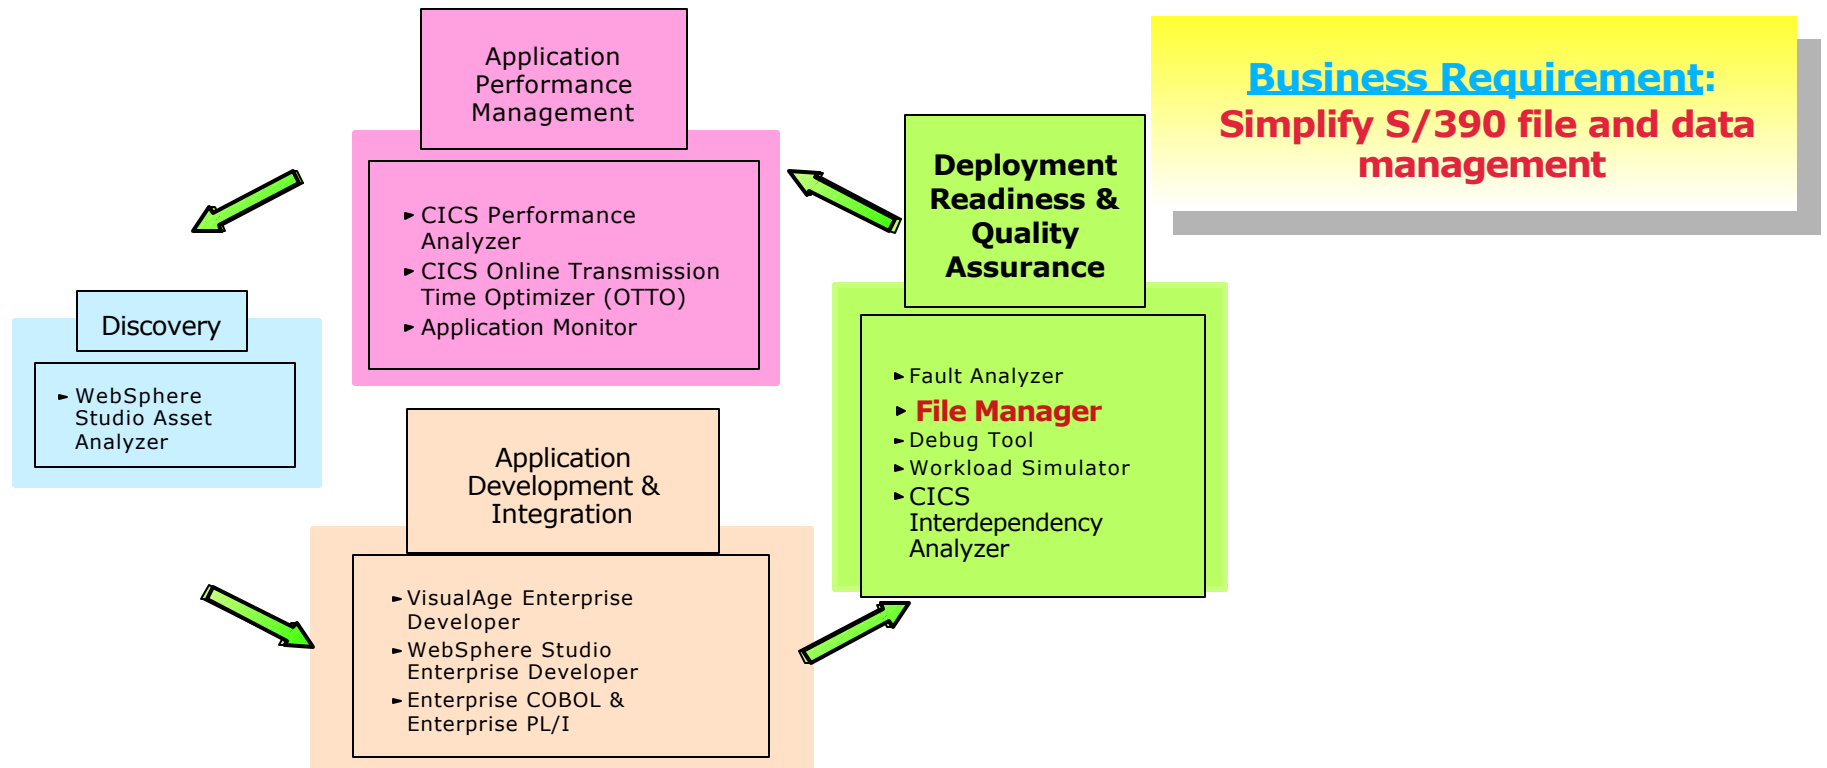 Application
Performance
Management
► CICS Performance
Analyzer
► CICS Online Transmission
Time Optimizer (OTTO)
► Application Monitor
Business Requirement:
Simplify S/390 file and data
management
Deployment
Readiness &
Quality
Assurance
► Fault Analyzer
► File Manager
► Debug Tool
► Workload Simulator
► CICS
Interdependency
Analyzer
Discovery
► WebSphere
Studio Asset
Analyzer
Application
Development &
Integration
► VisualAge Enterprise
Developer
► WebSphere Studio
Enterprise Developer
► Enterprise COBOL &
Enterprise PL/I